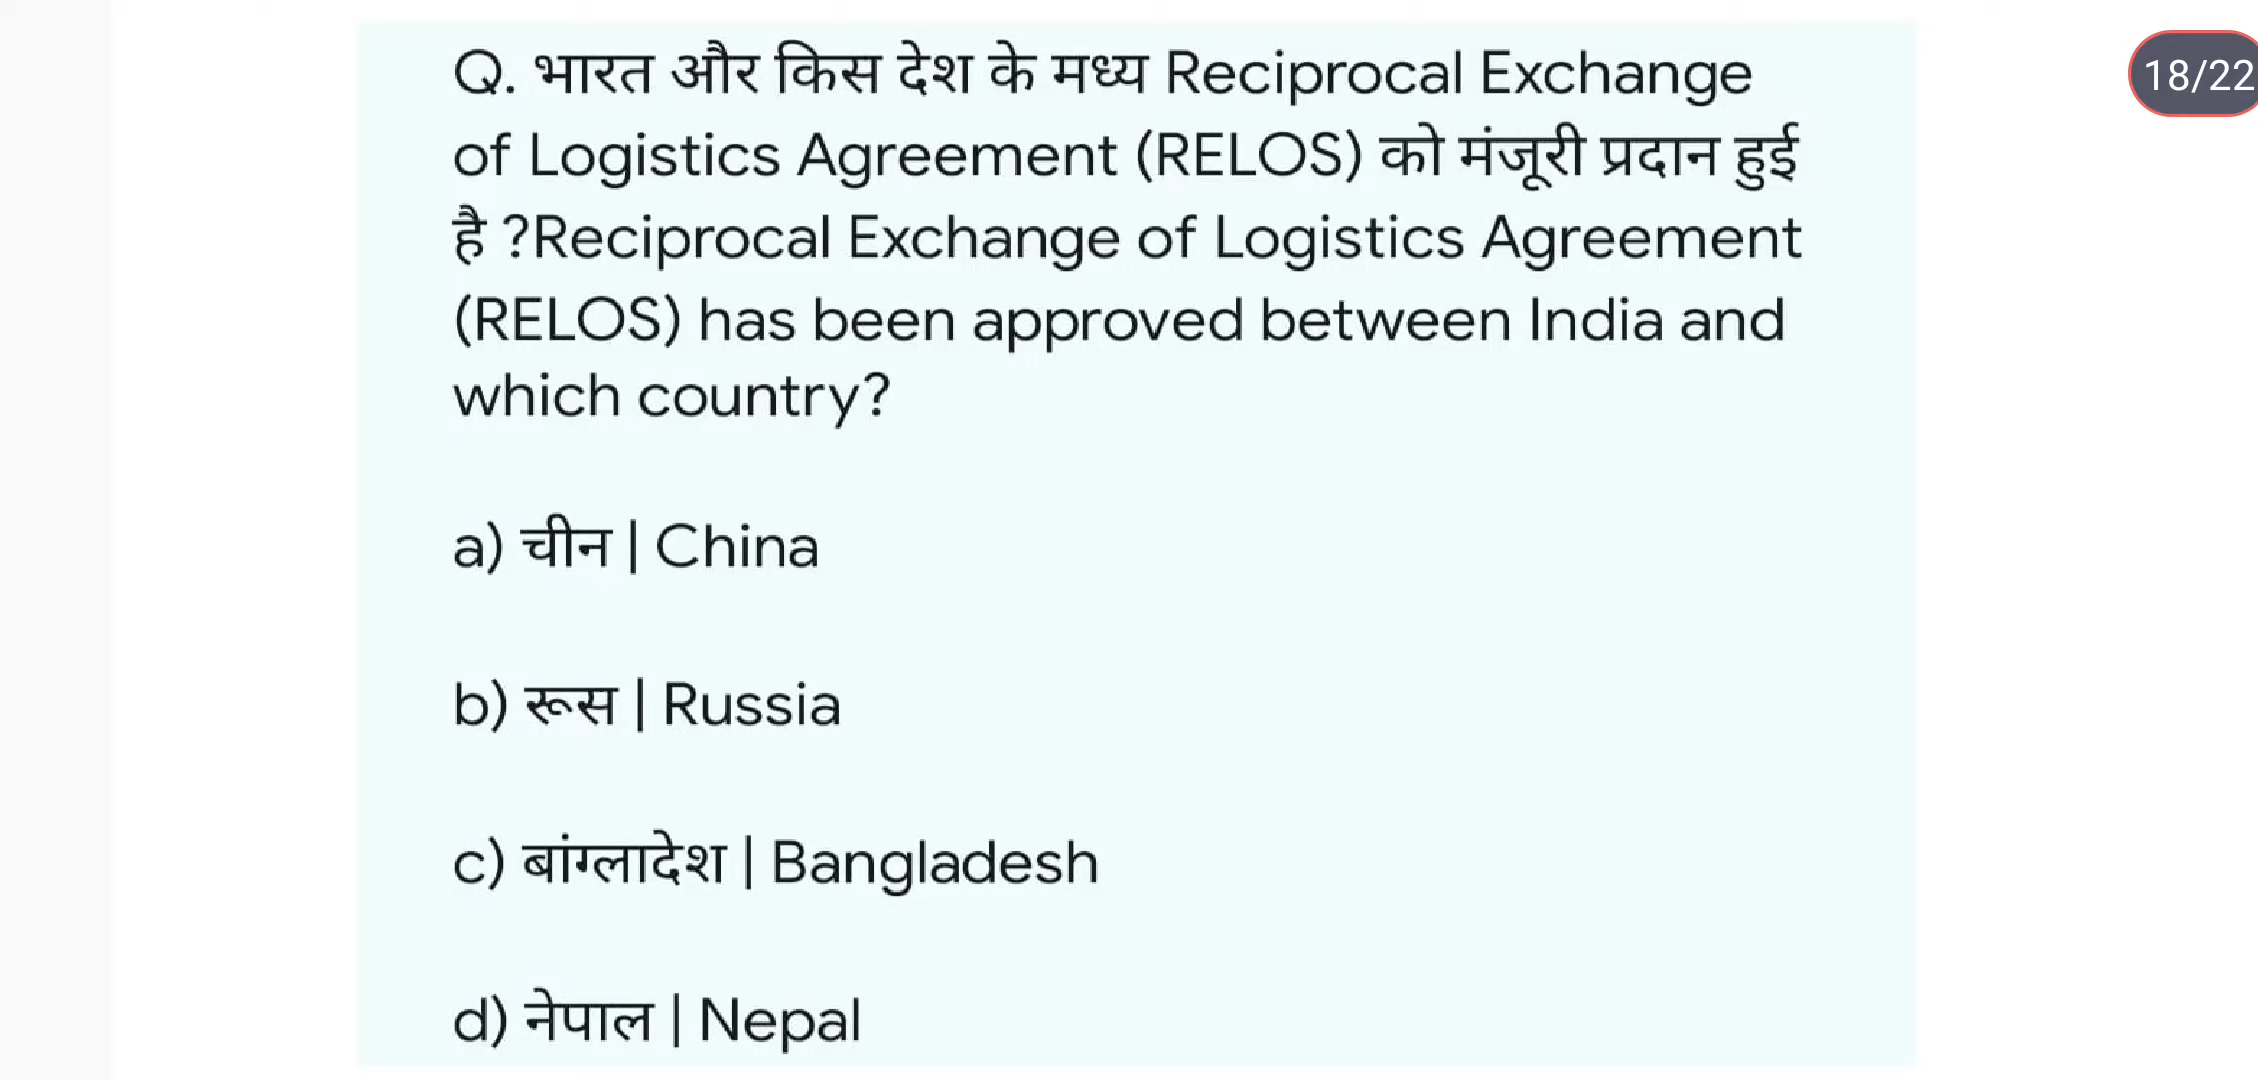 Q. भारत और किस देश के मध्य Reciprocal Exchange
18/22
of Logistics Agreement (RELOS) को मंजूरी प्रदान हुई
है ?Reciprocal Exchange of Logistics Agreement
(RELOS) has been approved between India and
which country?
a) चीन | China
b) रूस | Russia
c) बांग्लादेश | Bangladesh
d) नेपाल | Nepal